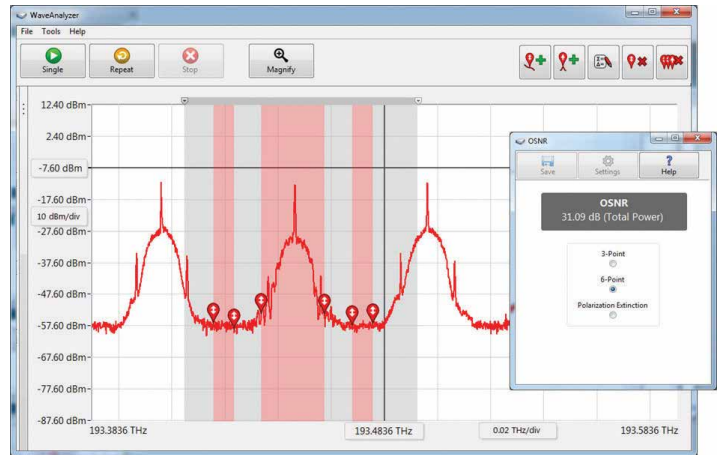 WaveAnalyzer
File Tools Help
Single
Repeat
Stop
Magnify
12.40 dBm
2.40 dBm
-7.60 dBm
-17.60 dBm
10 dBm/div
-27.60 dBm
-37.60 dBm
-47.60 dBm
-57.60 dBm
-67.60 dBm
-77.60 dBm
-87.60 dBm
193.3836 THz
193.4836 THz
0.02 THz/div
193.5836 THz
OSNR
Save
Settings
Help
OSNR
31.09 dB (Total Power)
3-Point
6-Point
Polarization Extinction